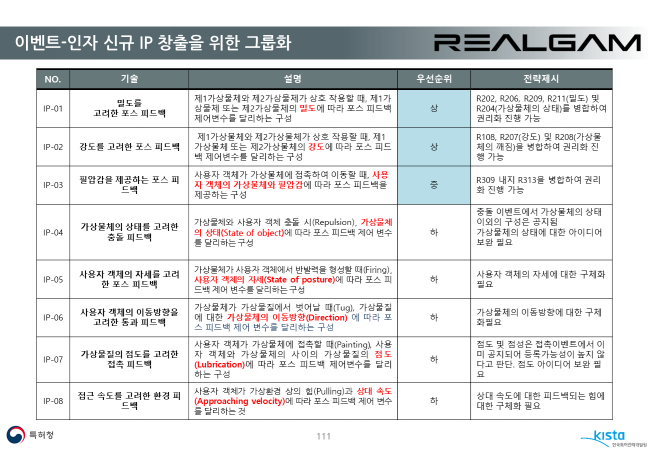 이벤트-인자 신규 IP 창출을 위한 그룹화
REALGAM
NO.
기술
설명
우선순위
전략제시
IP-01
밀도를
고려한 포스 피드백
제1가상물체와 제2가상물제가 상호 작용할 때, 제1가
상물체 또는 제2가상물체의 밀도에 따라 포스 피드백
제어변수를 달리하는 구성
상
R202, R206, R209, R211(밀도) 및
R204(가상물체의 상태)를 병합하여
권리화 진행 가능
IP-02
강도를 고려한 포스 피드백
제1가상물체와 제2가상물체가 상호 작용할 때, 제1
가상물체 또는 제2가상물체의 강도에 따라 포스 피드
백 제어변수를 달리하는 구성
상
R108, R207(강도) 및 R208(가상물
체의 깨짐)을 병합하여 권리화 진
행 가능
IP-03
필압감을 제공하는 포스 피
드백
사용자 객체가 가상물체에 접촉하여 이동할 때, 사용
자 객체의 가상물체와 필압감에 따라 포스 피드백을
제공하는 구성
중
R309 내지 R313을 병합하여 권리
화 진행 가능
IP-04
가상물체의 상태를 고려한
충돌 피드백
가상물체와 사용자 객체 충돌 시(Repulsion), 가상물체
의 상태(State of object)에 따라 포스 피드백 제어 변수
를 달리하는 구성
하
충돌 이벤트에서 가상물체의 상태
이외의 구성은 공지됨
가상물체의 상태에 대한 아이디어
보완 필요
IP-05
사용자 객체의 자세를 고려
한 포스 피드백
가상물체가 사용자 객체에서 반발력을 형성할 때(Firing),
사용자 객체의 자세(State of posture)에 따라 포스 피
드백 제어 변수를 달리하는 구성
하
사용자 객체의 자세에 대한 구체화
필요
IP-06
사용자 객체의 이동방향을
고려한 통과 피드백
가상물체가 가상물질에서 벗어날 때(Tug), 가상물질
에 대한 가상물체의 이동방향(Direction) 에 따라 포
스 피드백 제어 변수를 달리하는 구성
하
가상물체의 이동방향에 대한 구체
화필요
IP-07
가상물질의 점도를 고려한
접촉 피드백
사용자 객체가 가상물체에 접촉할 때(Painting), 사용
자 객체와 가상물체의 사이의 가상물질의 점도
(Lubrication)에 따라 포스 피드백 제어변수를 달리
하는 구성
하
점도 및 점성은 접촉이벤트에서 이
미 공지되어 등록가능성이 높지 않
다고 판단. 점도 아이디어 보완 필
요
IP-08
접근 속도를 고려한 환경 피
드백
사용자 객체가 가상환경 상의 힘(Pulling)과 상대 속도
(Approaching velocity)에 따라 포스 피드백 제어 변수
를 달리하는 것
하
상대 속도에 대한 피드백되는 힘에
대한 구체화 필요
특허청
111
kista
한국특허전략개발원